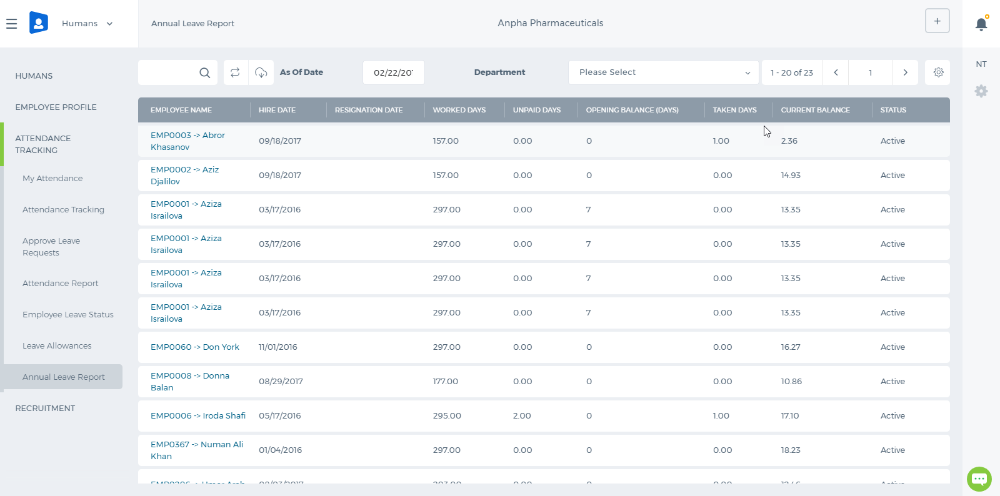 Humans
Annual Leave Report
Anpha Pharmaceuticals
+
NT
HUMANS
EMPLOYEE PROFILE
ATTENDANCE
TRACKING
My Attendance
Attendance Tracking
Approve Leave
Requests
Attendance Report
Employee Leave Status
Leave Allowances
Annual Leave Report
RECRUITMENT
As Of Date 02/22/201 Department Please Select 1 - 20 of 23 1
EMPLOYEE NAME HIRE DATE RESIGNATION DATE WORKED DAYS UNPAID DAYS OPENING BALANCE (DAYS) TAKEN DAYS CURRENT BALANCE STATUS
EMP0003 -> Abror
Khasanov 09/18/2017 157.00 0.00 0 1.00 2.36 Active
EMP0002 -> Aziz
Djalilov 09/18/2017 157.00 0.00 0 0.00 14.93 Active
EMP0001 -> Aziza
Israilova 03/17/2016 297.00 0.00 7 0.00 13.35 Active
EMP0001 -> Aziza
Israilova 03/17/2016 297.00 0.00 7 0.00 13.35 Active
EMP0001 -> Aziza
Israilova 03/17/2016 297.00 0.00 7 0.00 13.35 Active
EMP0001 -> Aziza
Israilova 03/17/2016 297.00 0.00 7 0.00 13.35 Active
EMP0060 -> Don York 11/01/2016 297.00 0.00 0 0.00 16.27 Active
EMP0008 -> Donna
Balan 08/29/2017 177.00 0.00 0 0.00 10.86 Active
EMP0006 -> Iroda Shafi 05/17/2016 295.00 2.00 0 1.00 17.10 Active
EMP0367 -> Numan Ali
Khan 01/04/2016 297.00 0.00 0 0.00 18.23 Active